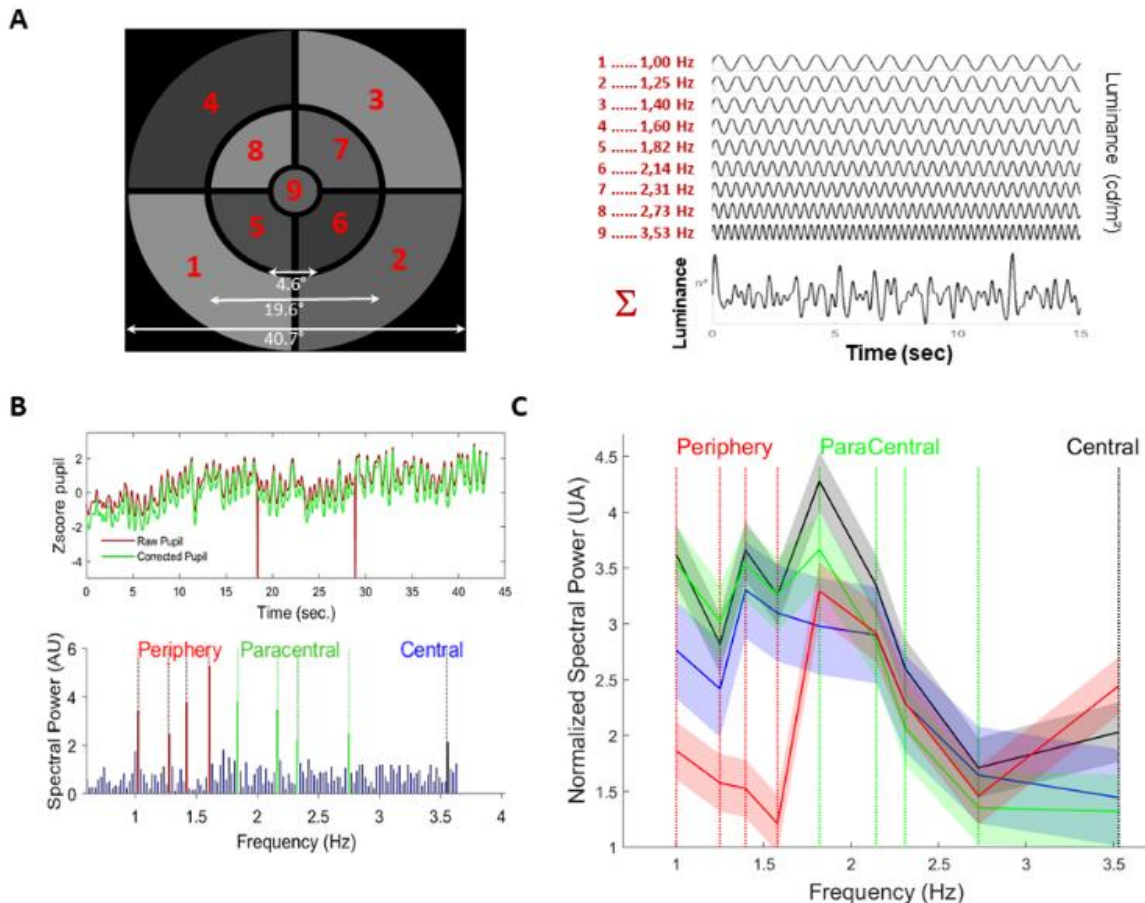 A
4
3
8
7
9
5
6
1
2
4.6°
19.6°
40.7°
1 ...... 1,00 Hz
2 ...... 1,25 Hz
3 ...... 1,40 Hz
4 ...... 1,60 Hz
5 ...... 1,82 Hz
6 ...... 2,14 Hz
7 ...... 2,31 Hz
8 ...... 2,73 Hz
9 ...... 3,53 Hz
Luminance (cd/m²)
Σ
Luminance
0 5 10 15
Time (sec)
B
Zscore pupil
2
0
-2
-4
Raw Pupil
Corrected Pupil
0 5 10 15 20 25 30 35 40 45
Time (sec.)
Periphery Paracentral Central
Spectral Power (AU)
6
4
2
0
1 1.5 2 2.5 3 3.5 4
Frequency (Hz)
C
Periphery ParaCentral Central
Normalized Spectral Power (UA)
4.5
4
3.5
3
2.5
2
1.5
1
1 1.5 2 2.5 3 3.5
Frequency (Hz)